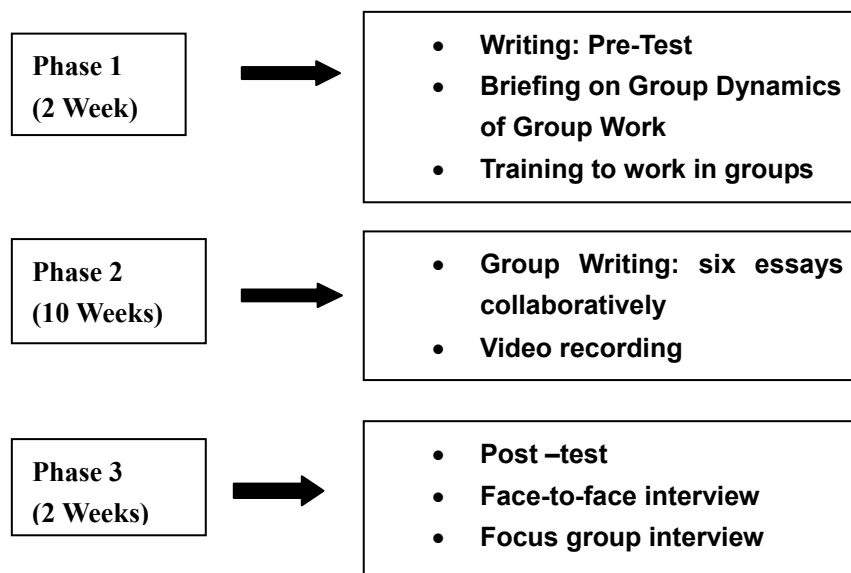 Phase 1
(2 Week)
• Writing: Pre-Test
• Briefing on Group Dynamics
of Group Work
• Training to work in groups
Phase 2
(10 Weeks)
• Group Writing: six essays
collaboratively
• Video recording
Phase 3
(2 Weeks)
• Post –test
• Face-to-face interview
• Focus group interview